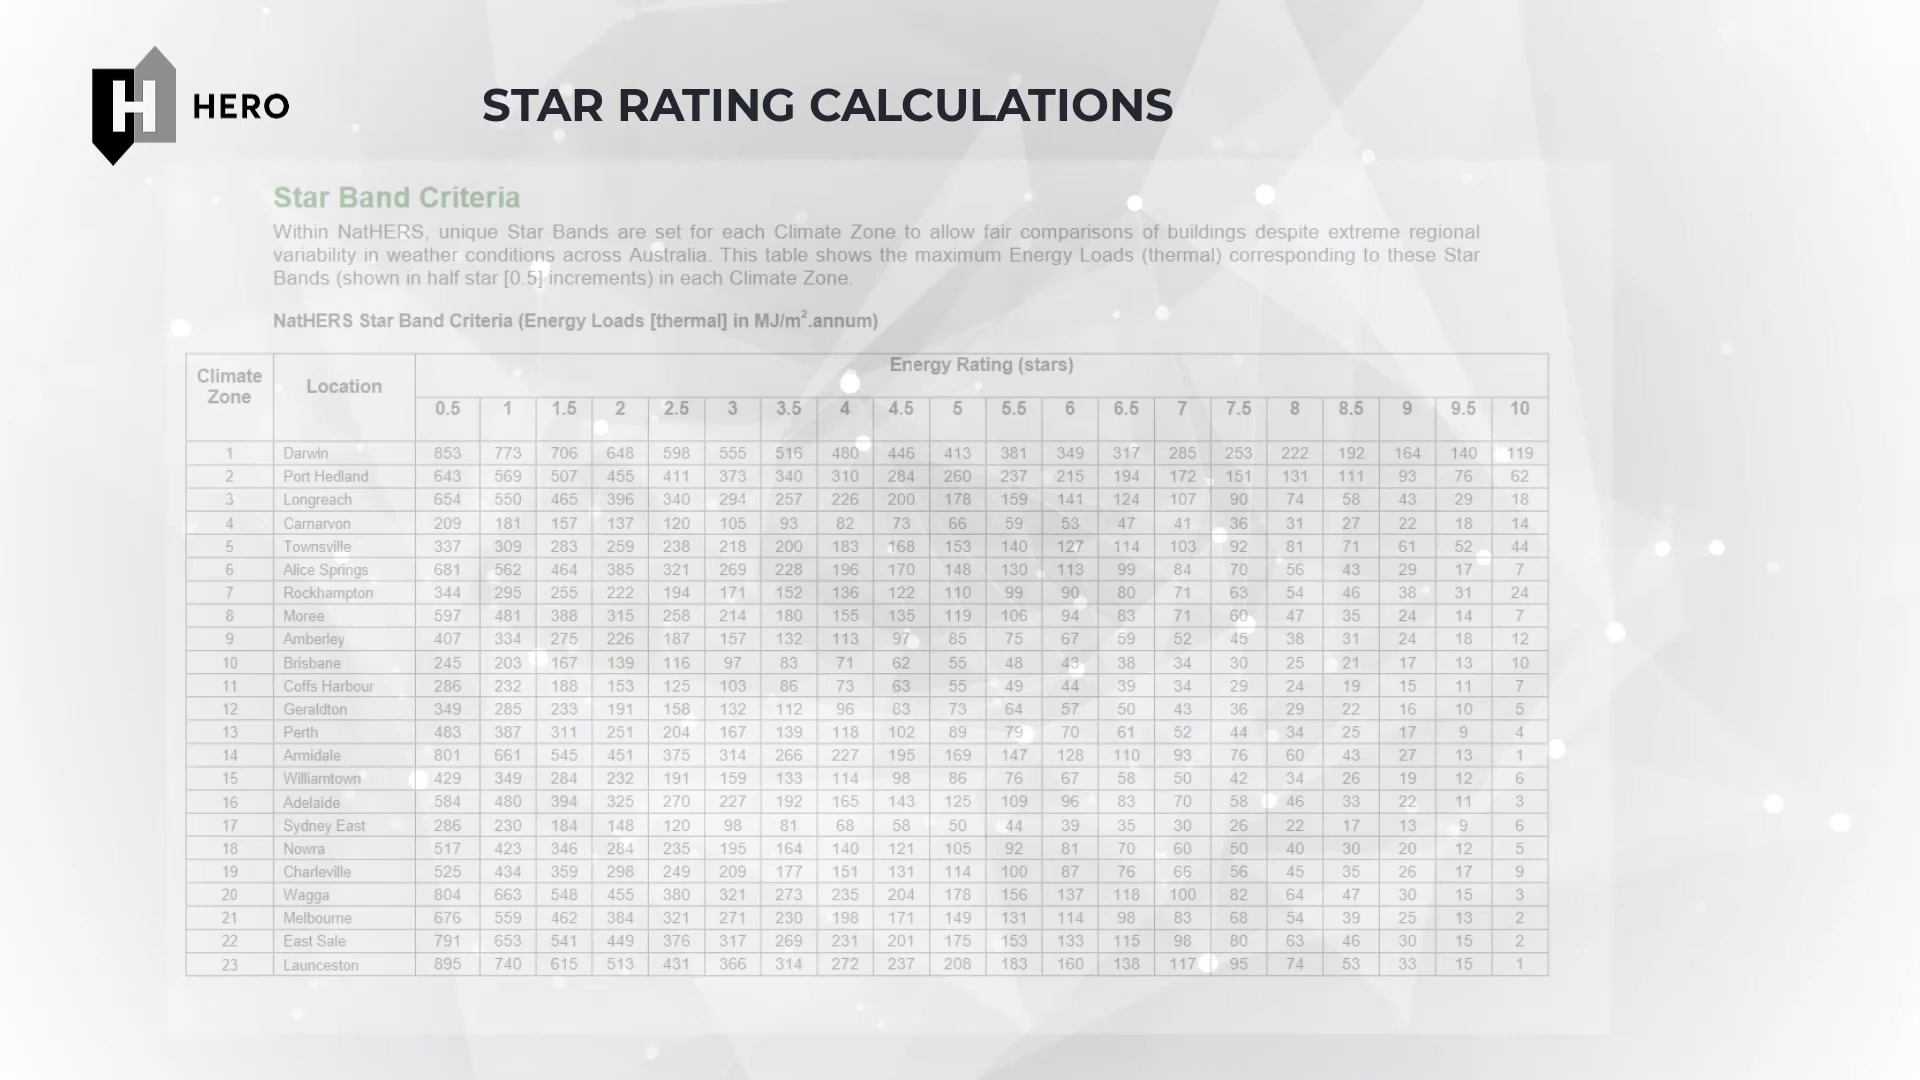 HERO
STAR RATING CALCULATIONS
Star Band Criteria
Within NatHERS, unique Star Bands are set for each Climate Zone to allow fair comparisons of buildings despite extreme regional
variability in weather conditions across Australia. This table shows the maximum Energy Loads (thermal) corresponding to these Star
Bands (shown in half star [0.5] increments) in each Climate Zone.
NatHERS Star Band Criteria (Energy Loads [thermal] in MJ/m².annum)
Climate Zone Location Energy Rating (stars)
0.5 1 1.5 2 2.5 3 3.5 4 4.5 5 5.5 6 6.5 7 7.5 8 8.5 9 9.5 10
1 Darwin 853 773 706 648 598 555 516 480 446 413 381 349 317 285 253 222 192 164 140 119
2 Port Hedland 643 569 507 455 411 373 340 310 284 260 237 215 194 172 151 131 111 93 76 62
3 Longreach 654 550 465 396 340 294 257 226 200 178 159 141 124 107 90 74 58 43 29 18
4 Carnarvon 209 181 157 137 120 105 93 82 73 66 59 53 47 41 36 31 27 22 18 14
5 Townsville 337 309 283 259 238 218 200 183 168 153 140 127 114 103 92 81 71 61 52 44
6 Alice Springs 681 562 464 385 321 269 228 196 170 148 130 113 99 84 70 56 43 29 17 7
7 Rockhampton 344 295 255 222 194 171 152 136 122 110 99 90 80 71 63 54 46 38 31 24
8 Moree 597 481 388 315 258 214 180 155 135 119 106 94 83 71 60 47 35 24 14 7
9 Amberley 407 334 275 226 187 157 132 113 97 85 75 67 59 52 45 38 31 24 18 12
10 Brisbane 245 203 167 139 116 97 83 71 62 55 48 43 38 34 30 25 21 17 13 10
11 Coffs Harbour 286 232 188 153 125 103 86 73 63 55 49 44 39 34 29 24 19 15 11 7
12 Geraldton 349 285 233 191 158 132 112 96 83 73 64 57 50 43 36 29 22 16 10 5
13 Perth 483 387 311 251 204 167 139 118 102 89 79 70 61 52 44 34 25 17 9 4
14 Armidale 801 661 545 451 375 314 266 227 195 169 147 128 110 93 76 60 43 27 13 1
15 Williamtown 429 349 284 232 191 159 133 114 98 86 76 67 58 50 42 34 26 19 12 6
16 Adelaide 584 480 394 325 270 227 192 165 143 125 109 96 83 70 58 46 33 22 11 3
17 Sydney East 286 230 184 148 120 98 81 68 58 50 44 39 35 30 26 22 17 13 9 6
18 Nowra 517 423 346 284 235 195 164 140 121 105 92 81 70 60 50 40 30 20 12 5
19 Charleville 525 434 359 298 249 209 177 151 131 114 100 87 76 66 56 45 35 26 17 9
20 Wagga 804 663 548 455 380 321 273 235 204 178 156 137 118 100 82 64 47 30 15 3
21 Melbourne 676 559 462 384 321 271 230 198 171 149 131 114 98 83 68 54 39 25 13 2
22 East Sale 791 653 541 449 376 317 269 231 201 175 153 133 115 98 80 63 46 30 15 2
23 Launceston 895 740 615 513 431 366 314 272 237 208 183 160 138 117 95 74 53 33 15 1